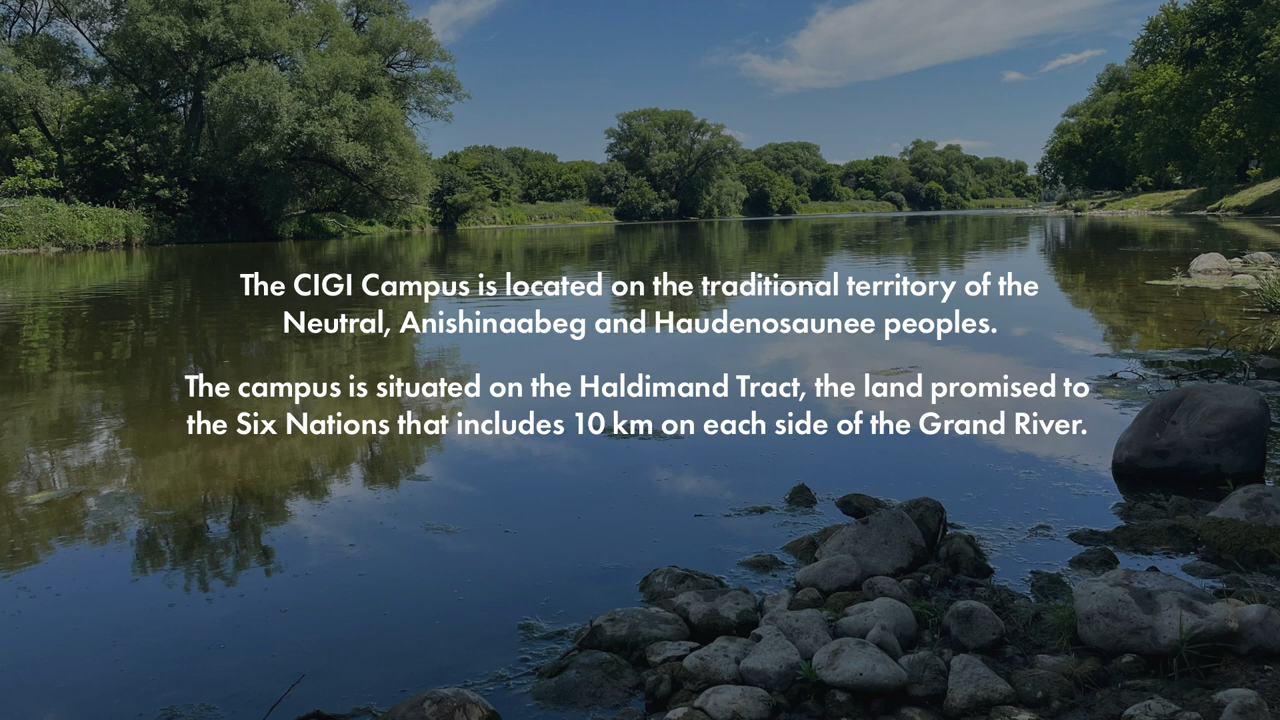 The CIGI Campus is located on the traditional territory of the
Neutral, Anishinaabeg and Haudenosaunee peoples.
The campus is situated on the Haldimand Tract, the land promised to
the Six Nations that includes 10 km on each side of the Grand River.